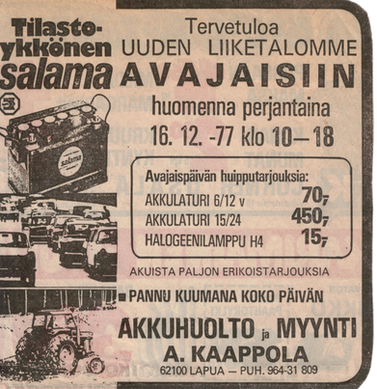 Tilasto-
ykkönen
salama
Tervetuloa
UUDEN LIIKETALOMME
AVAJAISIIN
huomenna perjantaina
16. 12. -77 klo 10-18
salama
Avajaispäivän huipputarjouksia:
AKKULATURI 6/12 v 70,-
AKKULATURI 15/24 450,-
HALOGEENILAMPPU H4 15,-
AKUISTA PALJON ERIKOISTARJOUKSIA
▪ PANNU KUUMANA KOKO PÄIVÄN
AKKUHUOLTO ja MYYNTI
A. KAAPPOLA
62100 LAPUA – PUH. 964-31 809